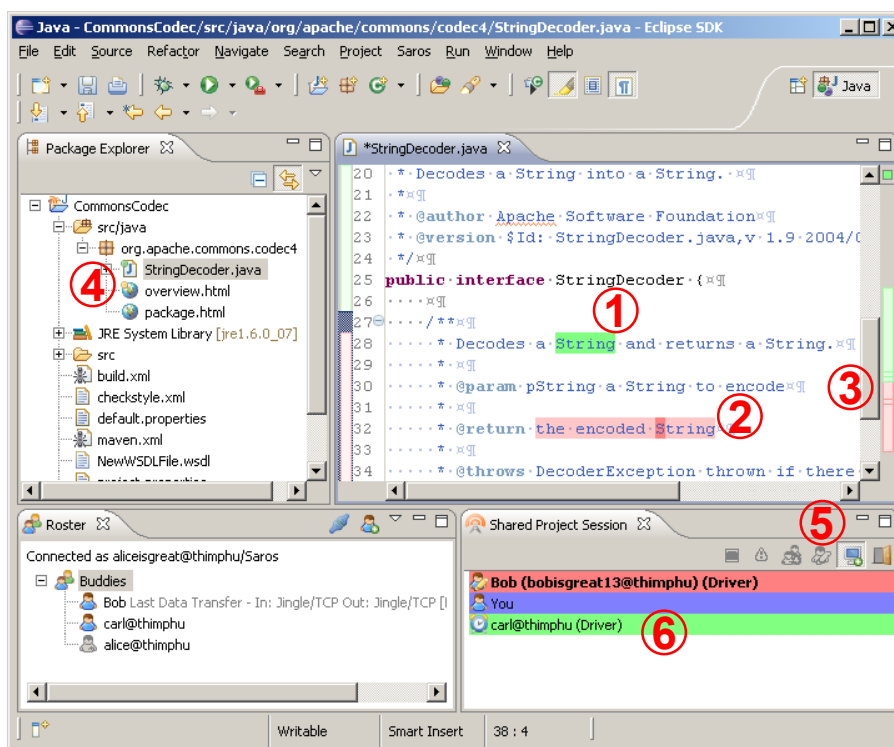 Java - CommonsCodec/src/java/org/apache/commons/codec4/StringDecoder.java - Eclipse SDK
File Edit Source Refactor Navigate Search Project Saros Run Window Help
Java
Package Explorer
CommonsCodec
src/java
org.apache.commons.codec4
StringDecoder.java
4
overview.html
package.html
JRE System Library [jre1.6.0_07]
src
build.xml
checkstyle.xml
default.properties
maven.xml
NewWSDLFile.wsdl
*StringDecoder.java
20 ·*·Decodes·a·String·into·a·String.·¤¶
21 ·*¤¶
22 ·*·@author·Apache·Software·Foundation¤¶
23 ·*·@version·$Id:·StringDecoder.java,v·1.9·2004/0
24 ·*/¤¶
25 public·interface·StringDecoder·{¤¶
26 ····¤¶
1
27 ····/**¤¶
28 ·····*·Decodes·a·String·and·returns·a·String.¤¶
29 ·····*·¤¶
30 ·····*·@param·pString·a·String·to·encode¤¶
3
31 ·····*·¤¶
32 ·····*·@return·the·encoded·String¤¶
2
33 ·····*·¤¶
34 ·····*·@throws·DecoderException·thrown·if·there
Roster
Connected as aliceisgreat@thimphu/Saros
Buddies
Bob Last Data Transfer - In: Jingle/TCP Out: Jingle/TCP [
carl@thimphu
alice@thimphu
Shared Project Session
5
Bob (bobisgreat13@thimphu) (Driver)
You
carl@thimphu (Driver)
6
Writable Smart Insert 38 : 4